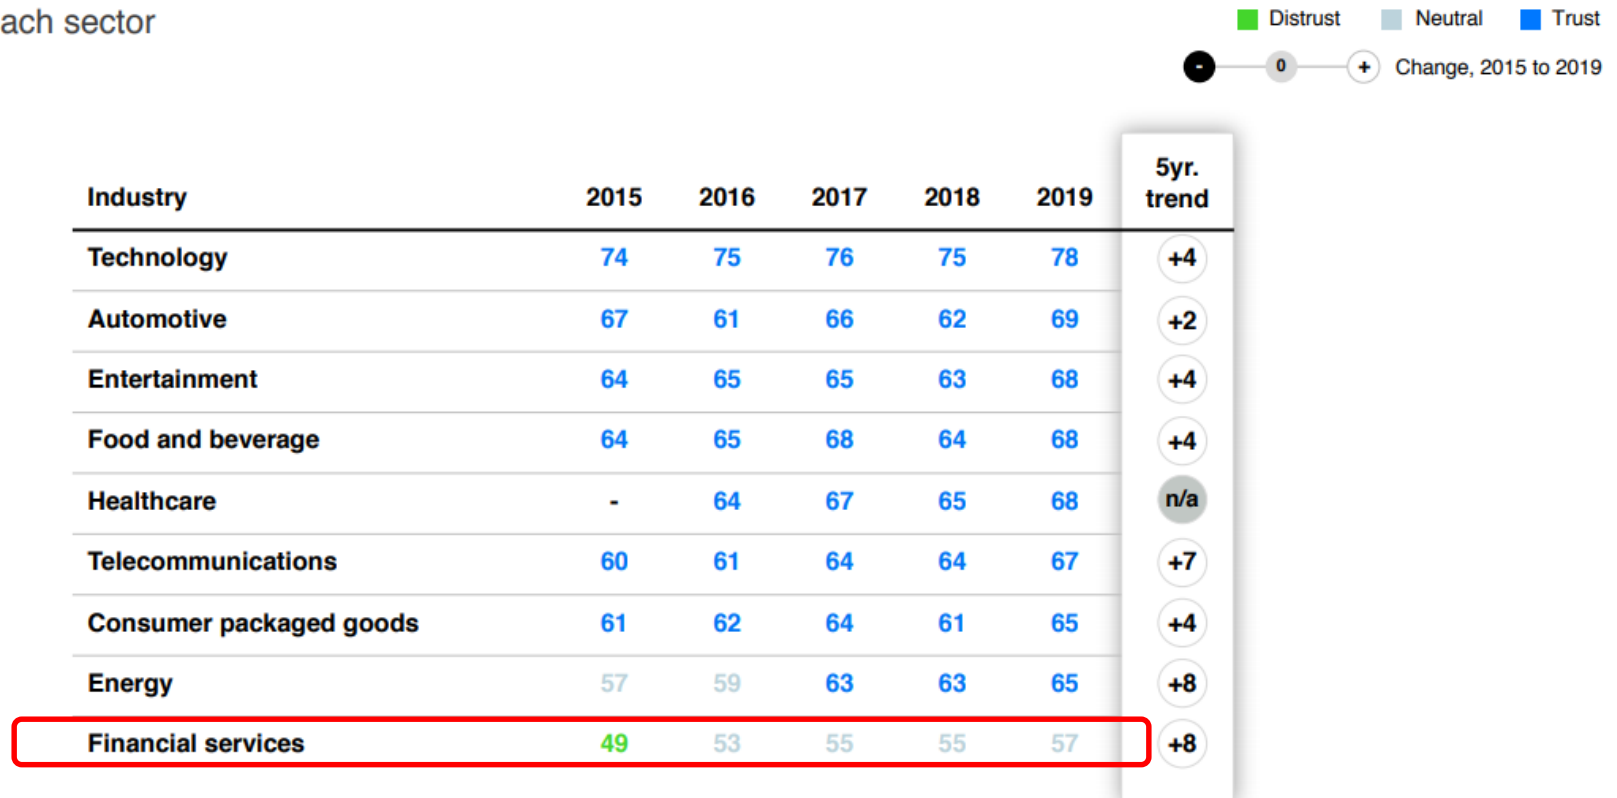 ach sector
Distrust Neutral Trust
- 0 + Change, 2015 to 2019
Industry 2015 2016 2017 2018 2019 5yr. trend
Technology 74 75 76 75 78 +4
Automotive 67 61 66 62 69 +2
Entertainment 64 65 65 63 68 +4
Food and beverage 64 65 68 64 68 +4
Healthcare - 64 67 65 68 n/a
Telecommunications 60 61 64 64 67 +7
Consumer packaged goods 61 62 64 61 65 +4
Energy 57 59 63 63 65 +8
Financial services 49 53 55 55 57 +8